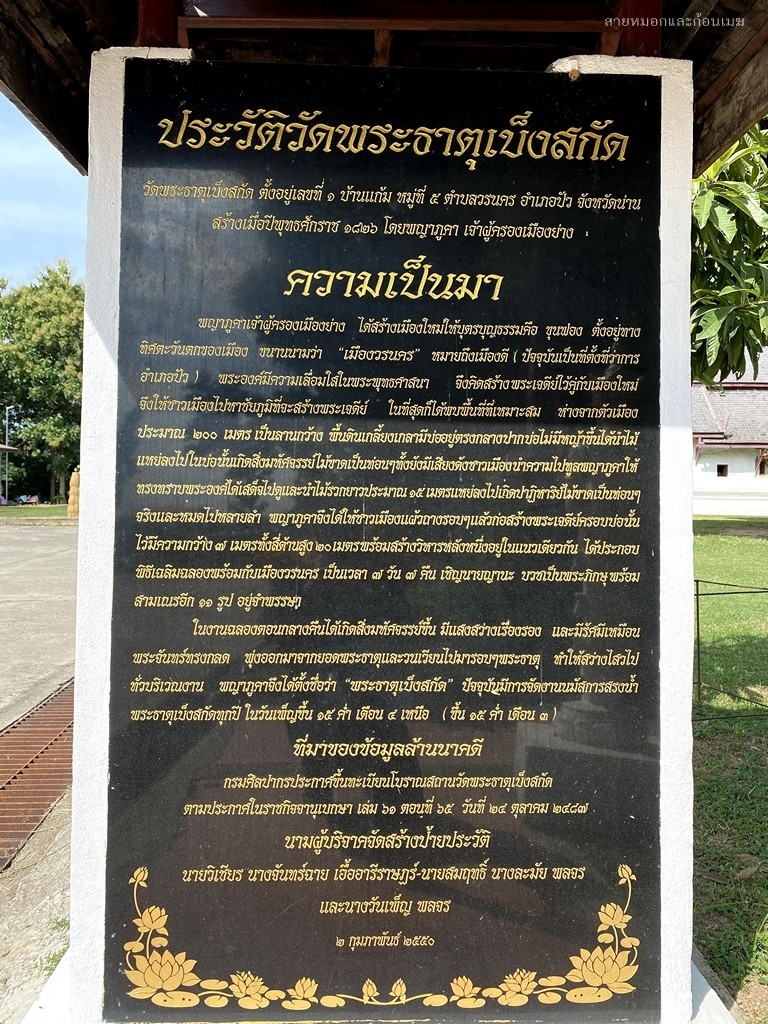 สายหมอกและก้อนเมฆ
ประวัติวัดพระธาตุเบ็งสกัด
วัดพระธาตุเบ็งสกัด ตั้งอยู่เลขที่ ๑ บ้านแก้ม หมู่ที่ ๕ ตำบลวรนคร อำเภอปัว จังหวัดน่าน
สร้างเมื่อปีพุทธศักราช ๑๘๒๖ โดยพญาภูคา เจ้าผู้ครองเมืองย่าง
ความเป็นมา
พญาภูคาเจ้าผู้ครองเมืองย่าง ได้สร้างเมืองใหม่ให้บุตรบุญธรรมคือ ขุนฟอง ตั้งอยู่ทาง
ทิศตะวันตกของเมือง ขนานนามว่า "เมืองวรนคร" หมายถึงเมืองดี ( ปัจจุบันเป็นที่ตั้งที่ว่าการ
อำเภอปัว ) พระองค์มีความเลื่อมใสในพระพุทธศาสนา จึงคิดสร้างพระเจดีย์ไว้คู่กับเมืองใหม่
จึงให้ชาวเมืองไปหาชัยภูมิที่จะสร้างพระเจดีย์ ในที่สุดก็ได้พบพื้นที่ที่เหมาะสม ห่างจากตัวเมือง
ประมาณ ๒๐๐ เมตร เป็นลานกว้าง พื้นดินเกลี้ยงเกลามีบ่ออยู่ตรงกลางปากบ่อไม่มีหญ้าขึ้นได้นำไม้
แหย่ลงไปในบ่อนั้นเกิดสิ่งมหัศจรรย์ไม้ขาดเป็นท่อนๆทั้งยังมีเสียงดังชาวเมืองนำความไปทูลพญาภูคาให้
ทรงทราบพระองค์ได้เสด็จไปดูและนำไม้รวกยาวประมาณ ๑๕ เมตรแหย่ลงไปเกิดปาฏิหาริย์ไม้ขาดเป็นท่อนๆ
จริงและหมดไปหลายลำ พญาภูคาจึงได้ให้ชาวเมืองแผ้วถางรอบๆแล้วก่อสร้างพระเจดีย์ครอบบ่อนั้น
ไว้มีความกว้าง ๗ เมตรทั้งสี่ด้านสูง ๒๐ เมตรพร้อมสร้างวิหารหลังหนึ่งอยู่ในแนวเดียวกัน ได้ประกอบ
พิธีเฉลิมฉลองพร้อมกับเมืองวรนคร เป็นเวลา ๗ วัน ๗ คืน เชิญนายญานะ บวชเป็นพระภิกษุ พร้อม
สามเณรอีก ๑๑ รูป อยู่จำพรรษา
ในงานฉลองตอนกลางคืนได้เกิดสิ่งมหัศจรรย์ขึ้น มีแสงสว่างเรืองรอง และมีรัศมีเหมือน
พระจันทร์ทรงกลด พุ่งออกมาจากยอดพระธาตุและวนเวียนไปมารอบๆพระธาตุ ทำให้สว่างไสวไป
ทั่วบริเวณงาน พญาภูคาจึงได้ตั้งชื่อว่า "พระธาตุเบ็งสกัด" ปัจจุบันมีการจัดงานนมัสการสรงน้ำ
พระธาตุเบ็งสกัดทุกปี ในวันเพ็ญขึ้น ๑๕ ค่ำ เดือน ๔ เหนือ ( ขึ้น ๑๕ ค่ำ เดือน ๓ )
ที่มาของข้อมูลล้านนาคดี
กรมศิลปากรประกาศขึ้นทะเบียนโบราณสถานวัดพระธาตุเบ็งสกัด
ตามประกาศในราชกิจจานุเบกษา เล่ม ๖๑ ตอนที่ ๖๕ วันที่ ๒๔ ตุลาคม ๒๔๘๗
นามผู้บริจาคจัดสร้างป้ายประวัติ
นายวิเชียร นางจันทร์ฉาย เอื้ออารีราษฎร์-นายสมฤทธิ์ นางละมัย พลจร
และนางวันเพ็ญ พลจร
๒ กุมภาพันธ์ ๒๕๕๐